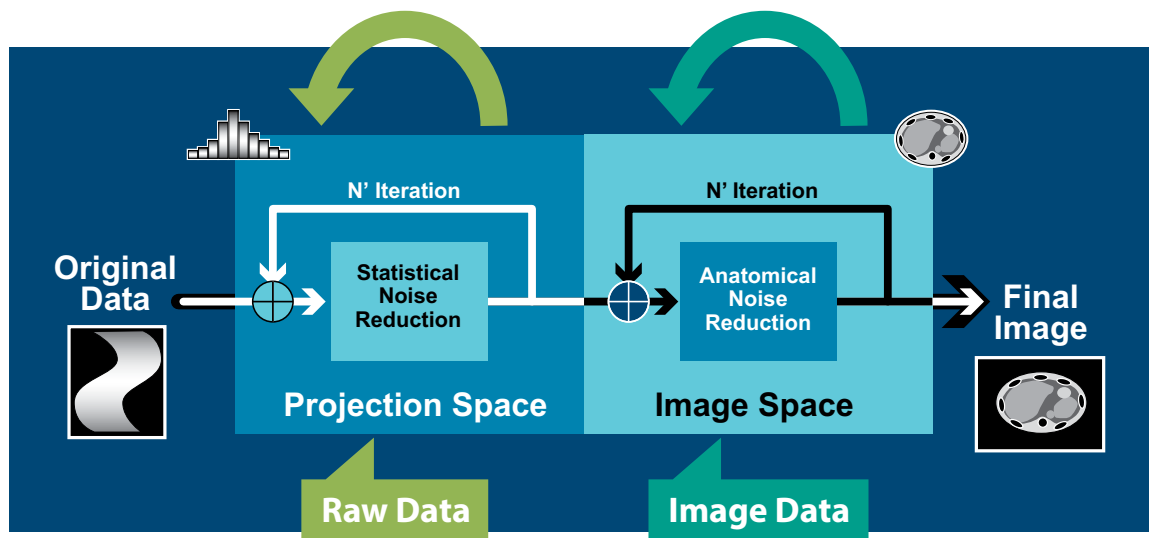 N’ Iteration
N’ Iteration
Original
Data
Statistical
Noise
Reduction
Anatomical
Noise
Reduction
Final
Image
Projection Space
Image Space
Raw Data
Image Data